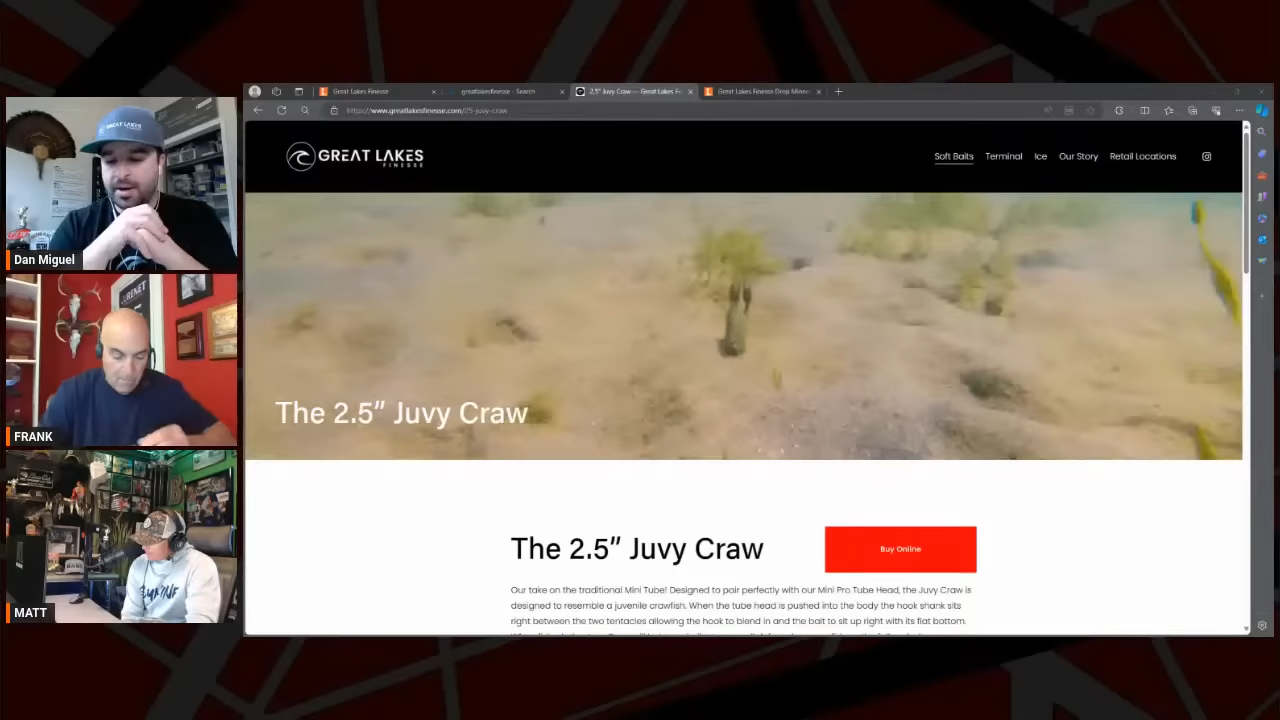 Great Lakes Finesse
greatlakesfinesse - Search
2.5" Juvy Craw — Great Lakes Fi
Great Lakes Finesse Drop Minno
https://www.greatlakesfinesse.com/25-juvy-craw
GREAT LAKES
FINESSE
Soft Baits
Terminal
Ice
Our Story
Retail Locations
GREAT LAKES
Dan Miguel
FRANK
MATT
The 2.5” Juvy Craw
The 2.5” Juvy Craw
Buy Online
Our take on the traditional Mini Tube! Designed to pair perfectly with our Mini Pro Tube Head, the Juvy Craw is
designed to resemble a juvenile crawfish. When the tube head is pushed into the body the hook shank sits
right between the two tentacles allowing the hook to blend in and the bait to sit up right with its flat bottom.